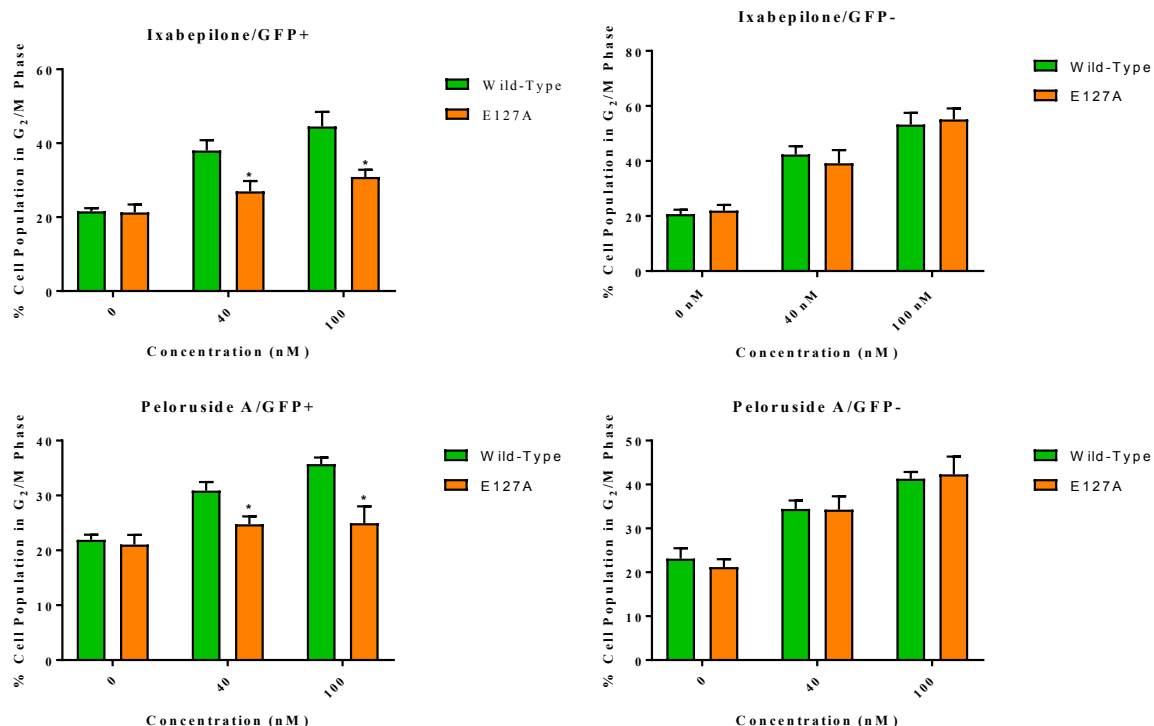 Ixabepilone/GFP+
% Cell Population in G2/M Phase
60
40
20
0
0
40
100
Concentration (nM)
Wild-Type
E127A
*
*
Ixabepilone/GFP-
% Cell Population in G2/M Phase
80
60
40
20
0
0 nM
40 nM
100 nM
Concentration (nM)
Wild-Type
E127A
Peloruside A/GFP+
% Cell Population in G2/M Phase
40
30
20
10
0
0
40
100
Concentration (nM)
Wild-Type
E127A
*
*
Peloruside A/GFP-
% Cell Population in G2/M Phase
50
40
30
20
10
0
0
40
100
Concentration (nM)
Wild-Type
E127A